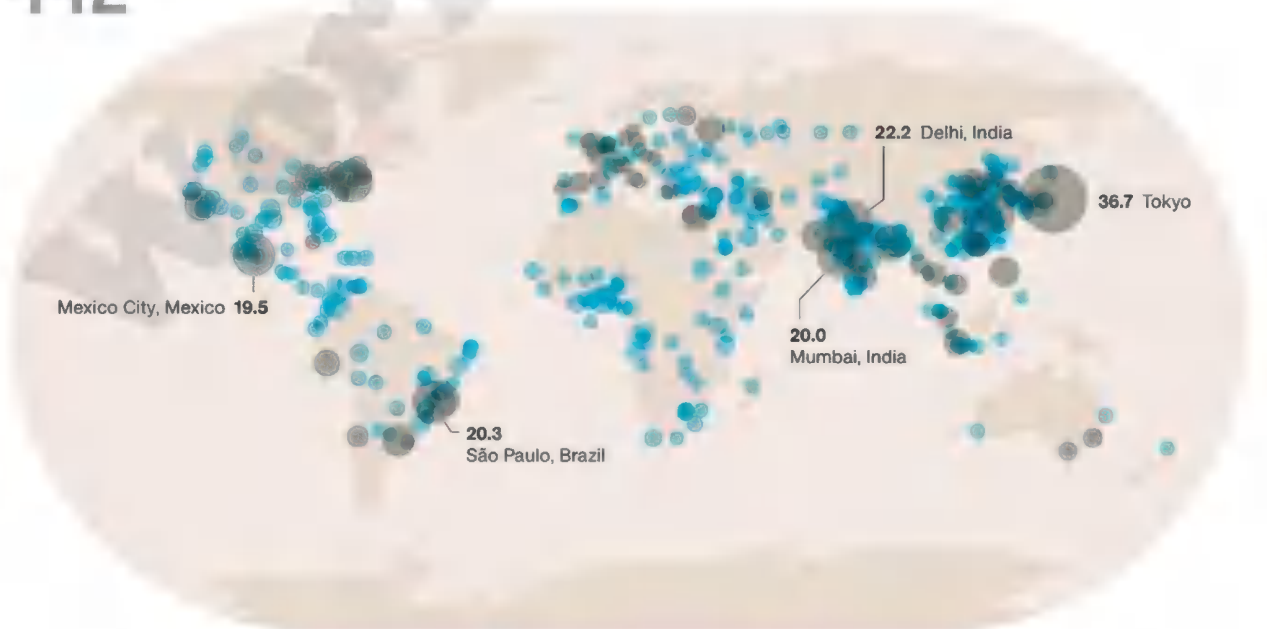 22.2 Delhi, India
36.7 Tokyo
Mexico City, Mexico 19.5
20.0
Mumbai, India
20.3
São Paulo, Brazil